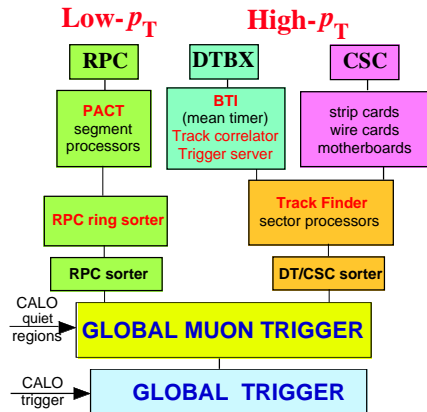 Low-pT High-pT
RPC DTBX CSC
PACT
segment
processors
BTI
(mean timer)
Track correlator
Trigger server
strip cards
wire cards
motherboards
RPC ring sorter
Track Finder
sector processors
RPC sorter
DT/CSC sorter
CALO
quiet
regions
GLOBAL MUON TRIGGER
CALO
trigger
GLOBAL TRIGGER